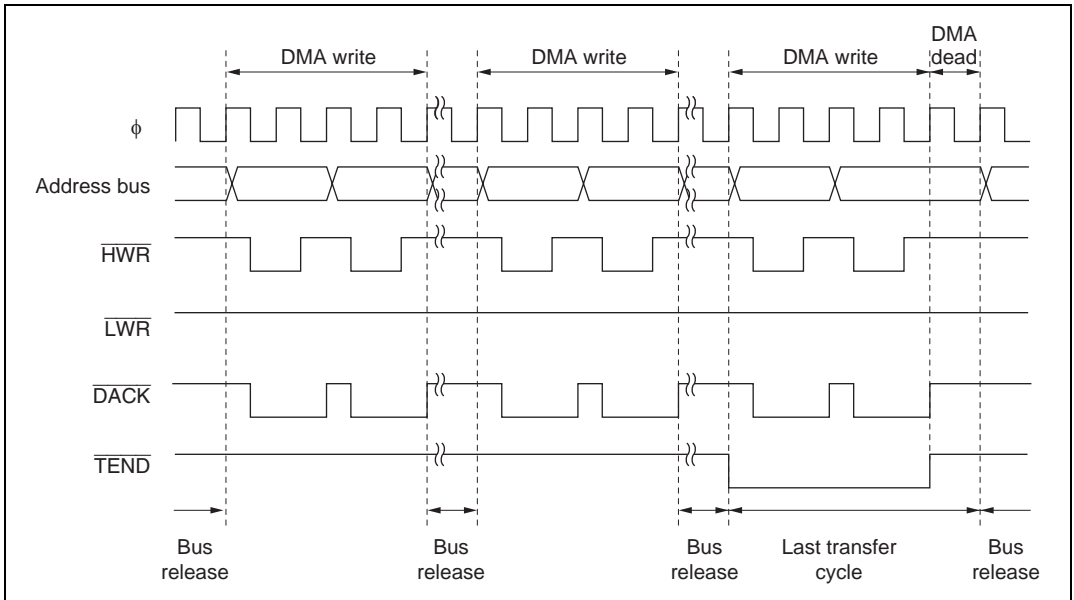 DMA
dead
DMA write
DMA write
DMA write
ϕ
Address bus
HWR
LWR
DACK
TEND
Bus
release
Bus
release
Bus
release
Last transfer
cycle
Bus
release